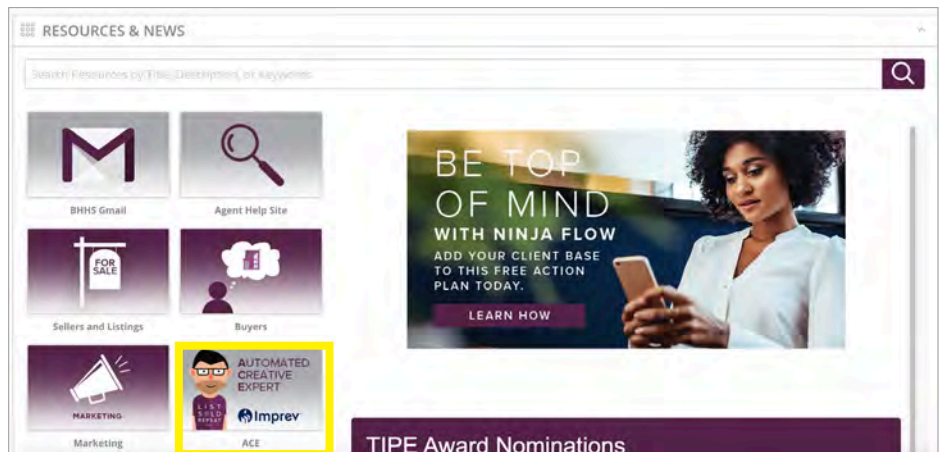 RESOURCES & NEWS
Search Resources by Title, Description, or Keywords
BHHS Gmail
Agent Help Site
FOR
SALE
Sellers and Listings
Buyers
MARKETING
Marketing
AUTOMATED
CREATIVE
EXPERT
LIST
SOLD
REPEAT
Imprev
ACE
BE TOP
OF MIND
WITH NINJA FLOW
ADD YOUR CLIENT BASE
TO THIS FREE ACTION
PLAN TODAY.
LEARN HOW
TIPE Award Nominations